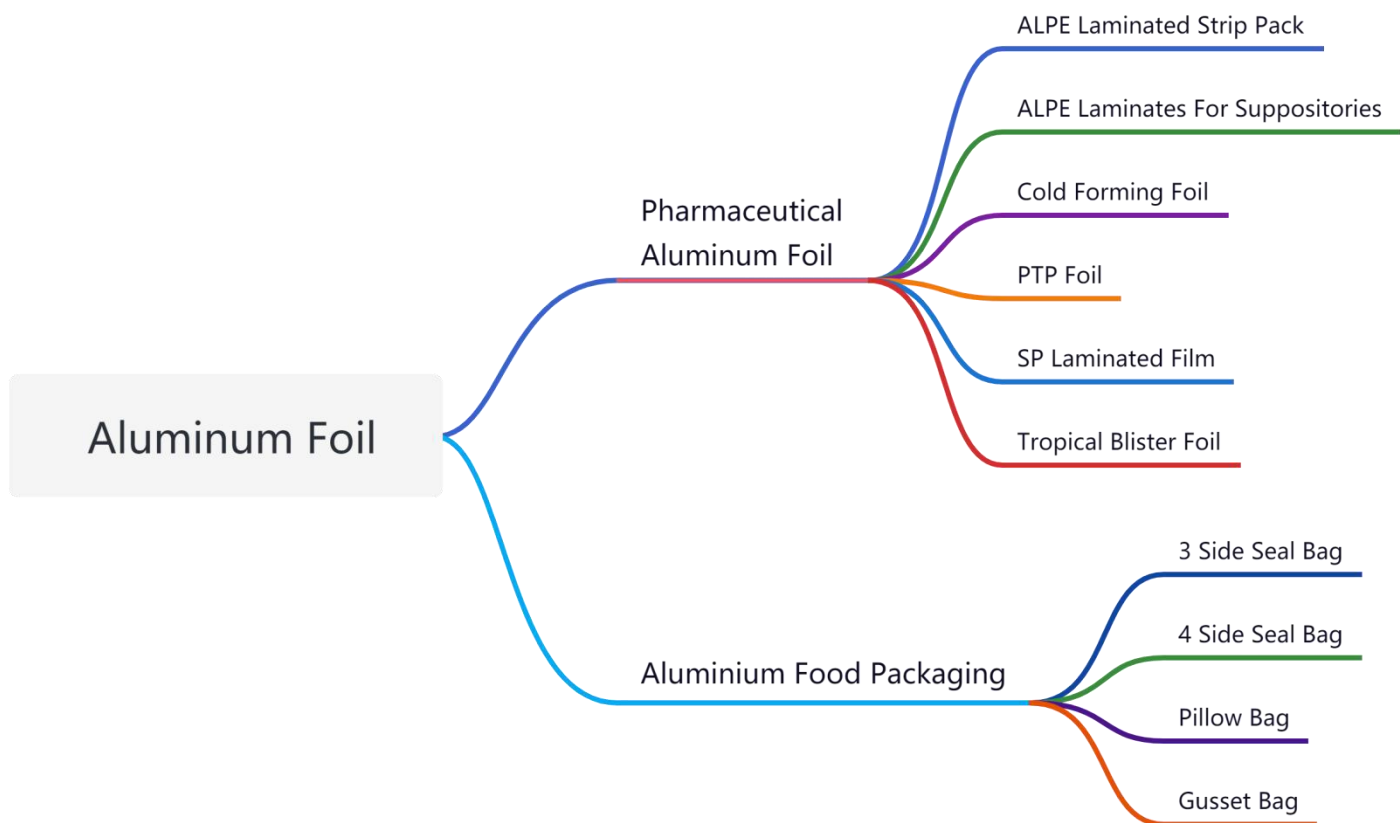 Aluminum Foil
Pharmaceutical
Aluminum Foil
ALPE Laminated Strip Pack
ALPE Laminates For Suppositories
Cold Forming Foil
PTP Foil
SP Laminated Film
Tropical Blister Foil
Aluminium Food Packaging
3 Side Seal Bag
4 Side Seal Bag
Pillow Bag
Gusset Bag